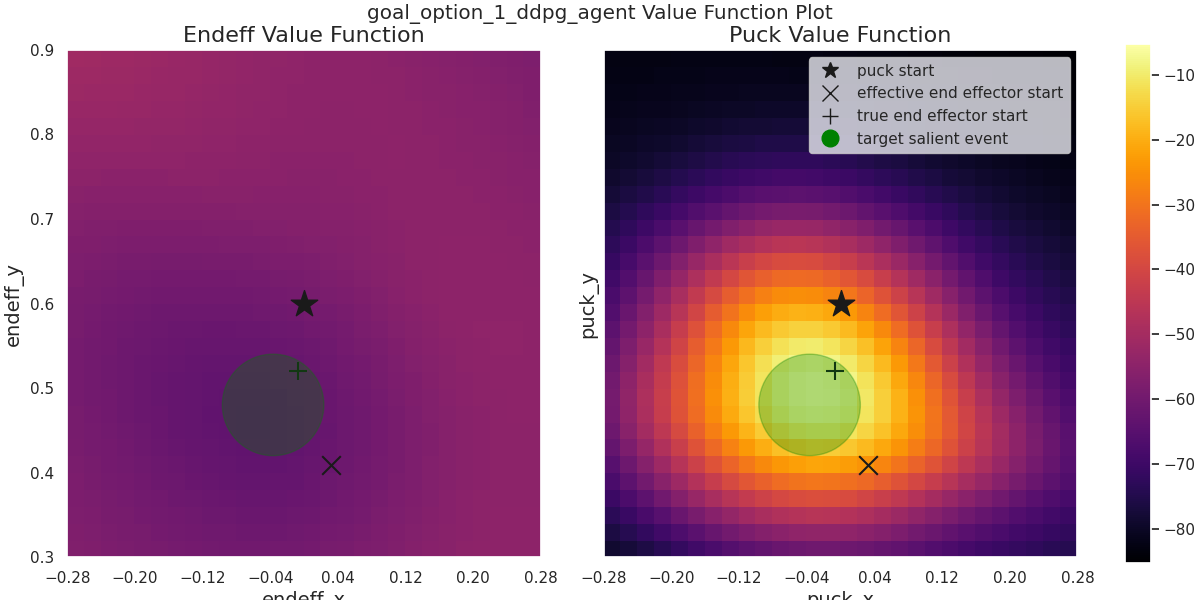 goal_option_1_ddpg_agent Value Function Plot
Endeff Value Function
Puck Value Function
puck start
effective end effector start
true end effector start
target salient event
0.9
0.8
0.7
0.6
0.5
0.4
0.3
endeff_y
−0.28 −0.20 −0.12 −0.04 0.04 0.12 0.20 0.28
endeff_x
puck_y
−0.28 −0.20 −0.12 −0.04 0.04 0.12 0.20 0.28
puck_x
−10
−20
−30
−40
−50
−60
−70
−80